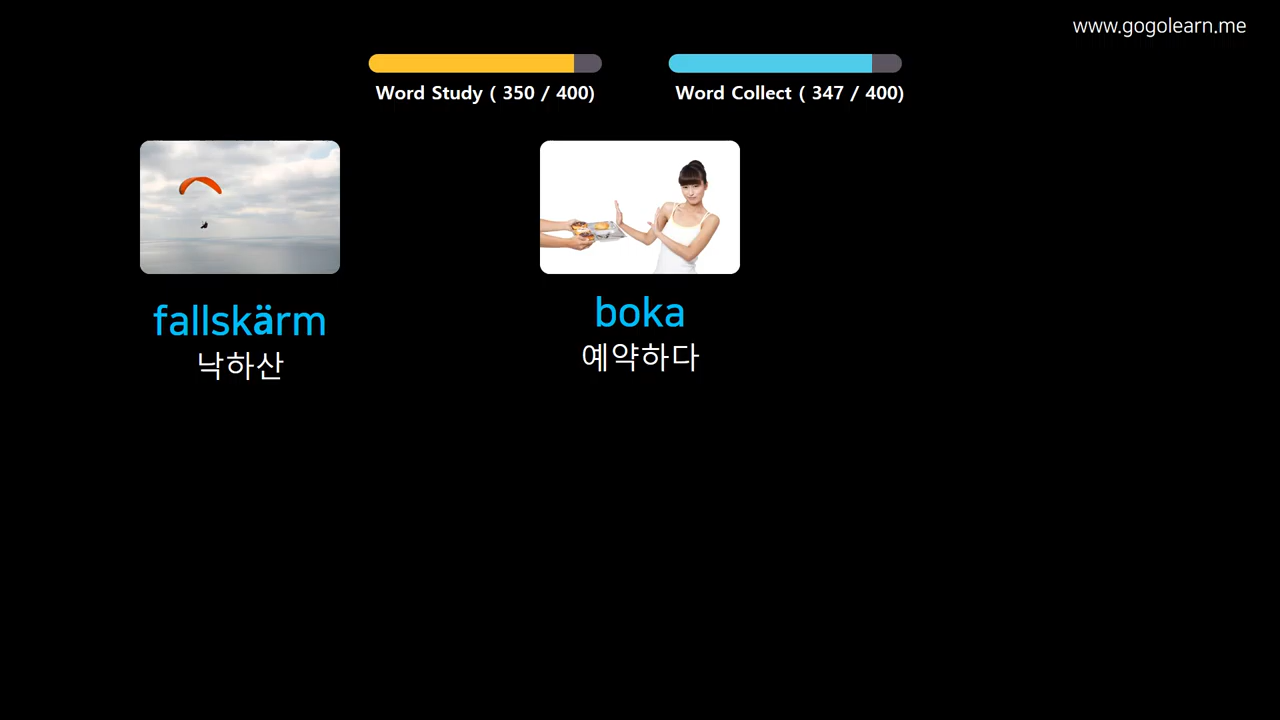 www.gogolearn.me
Word Study ( 350 / 400)
Word Collect ( 347 / 400)
fallskärm
낙하산
boka
예약하다